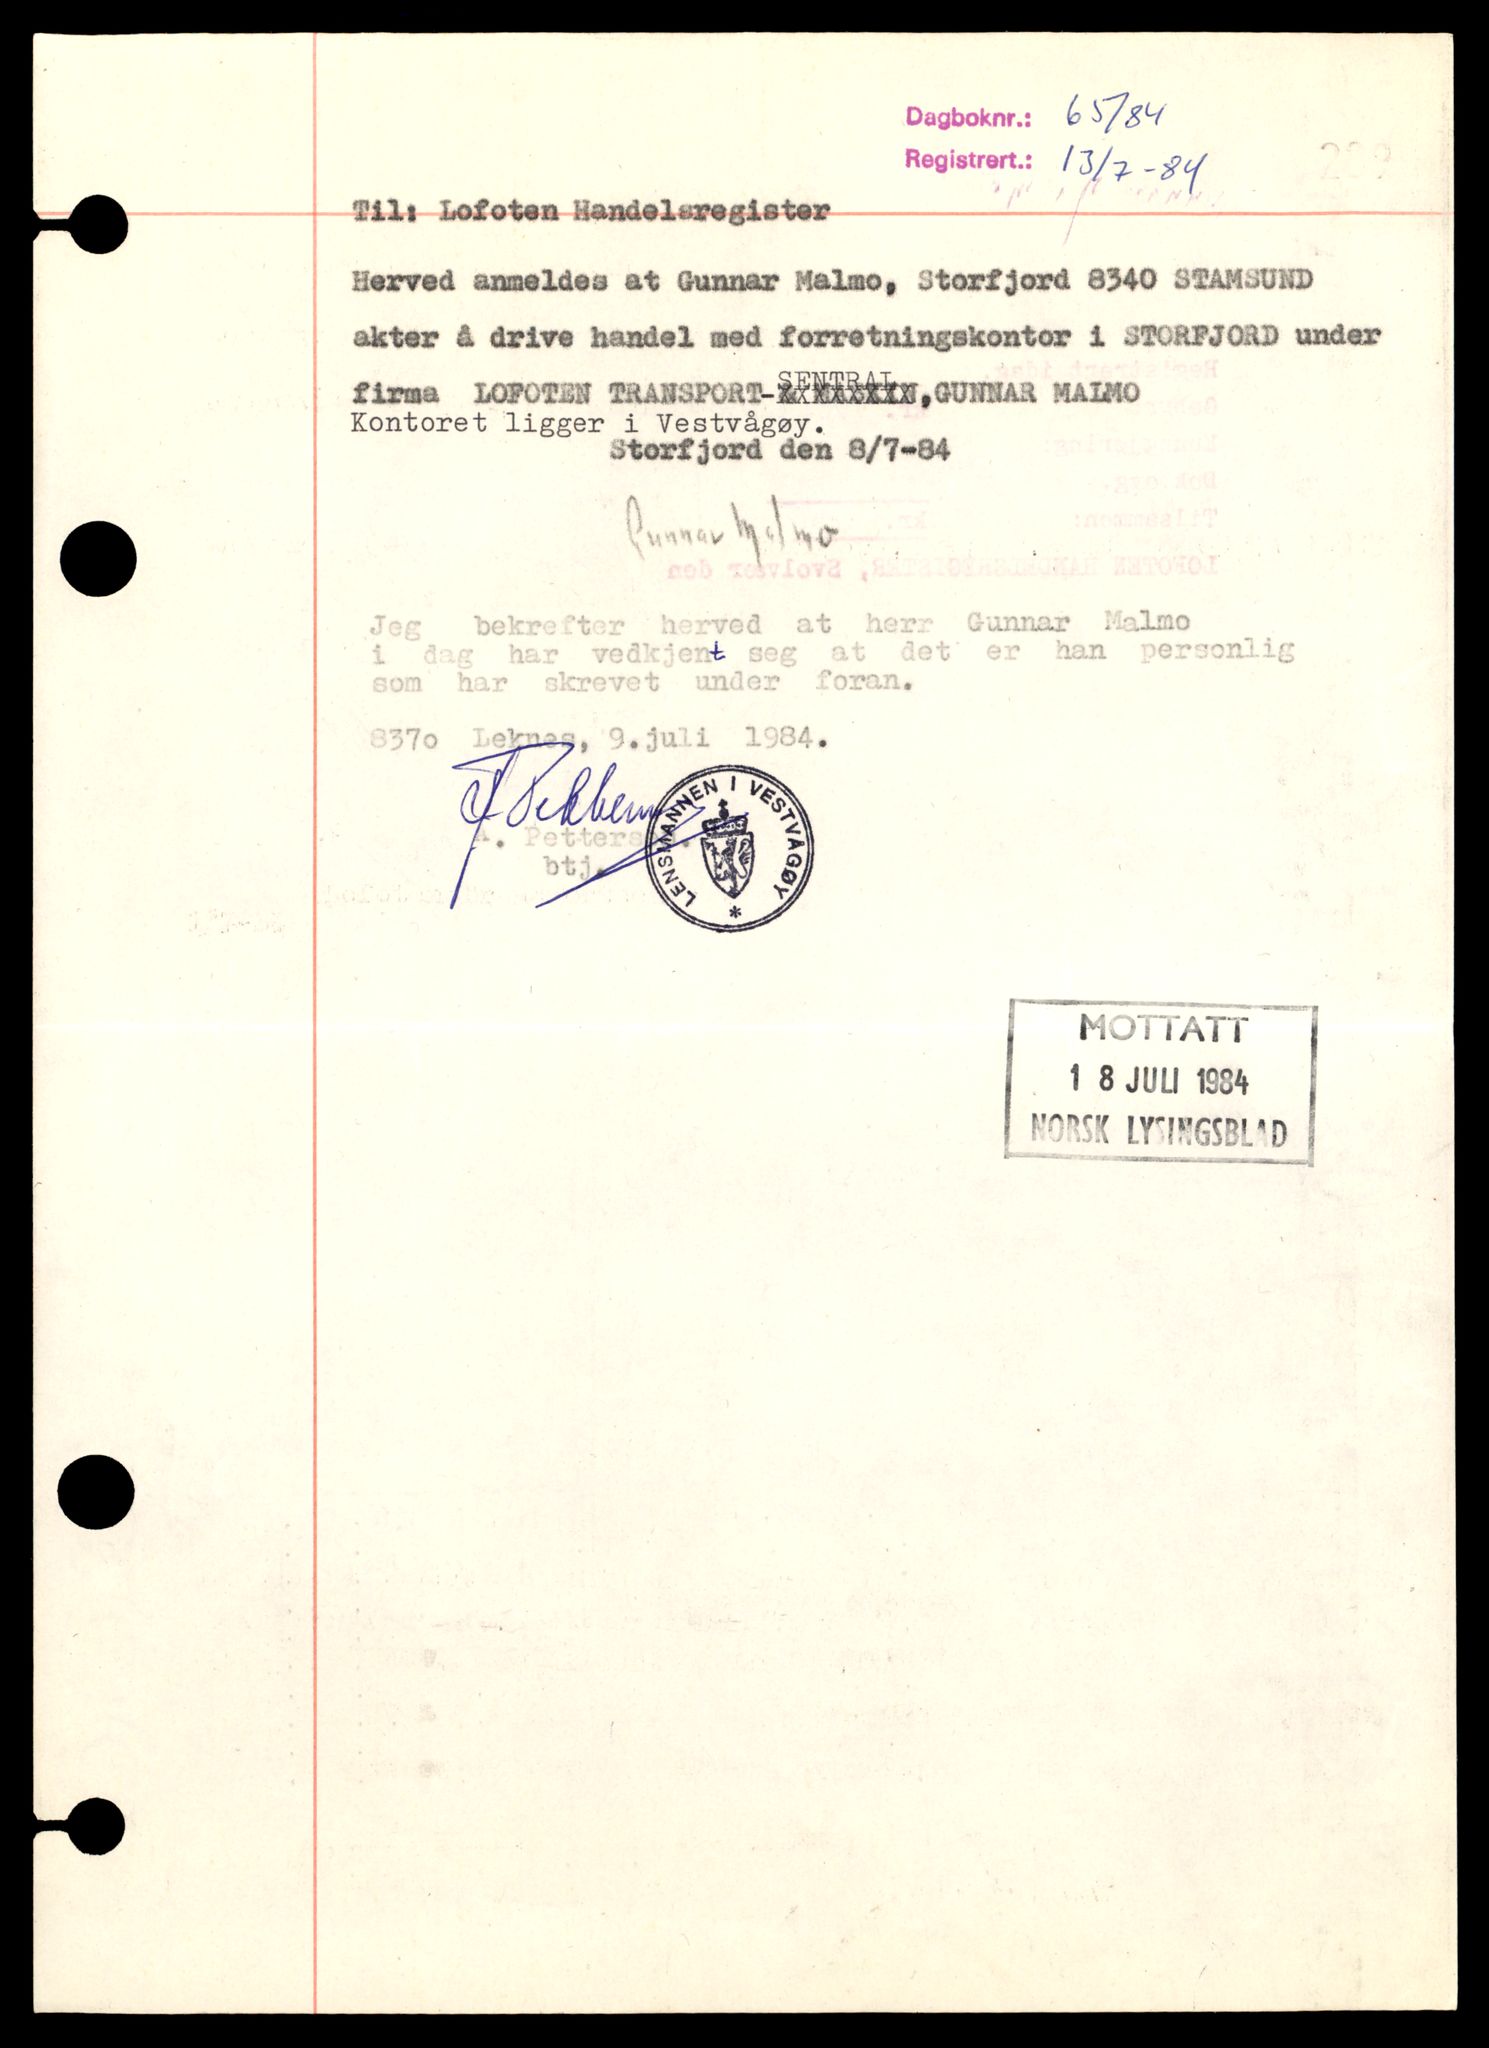 Dagboknr.: 65/84
Registrert.: 13/7-84
Til: Lofoten Handelsregister
Herved anmeldes at Gunnar Malmo, Storfjord 8340 STAMSUND
akter å drive handel med forretningskontor i STORFJORD under
SENTRAL
firma LOFOTEN TRANSPORT- ,GUNNAR MALMO
Kontoret ligger i Vestvågøy.
Storfjord den 8/7-84
Gunnar Malmo
Jeg bekrefter herved at herr Gunnar Malmo
i dag har vedkjent seg at det er han personlig
som har skrevet under foran.
837o Leknes, 9.juli 1984.
A. Pettersen.
btj.
LENSMANNEN I VESTVÅGØY *
MOTTATT
18 JULI 1984
NORSK LYSINGSBLAD